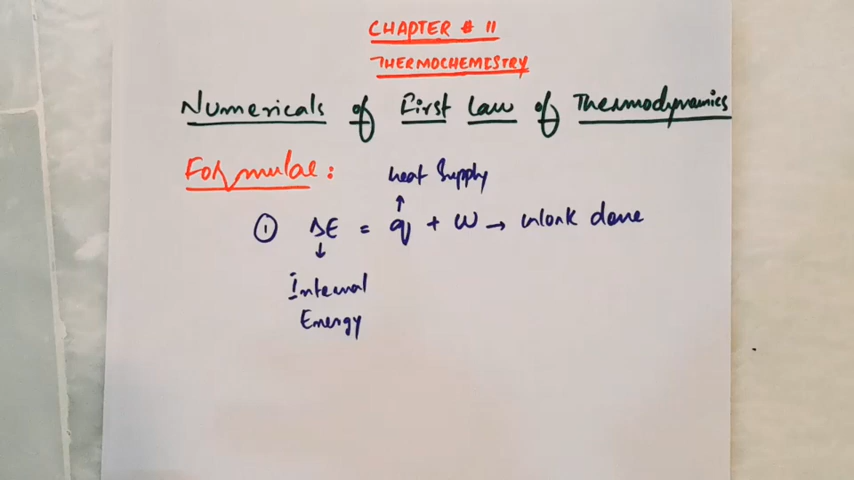 CHAPTER # 11
THERMOCHEMISTRY
Numericals of First Law of Thermodynamics
Formulae:
heat Supply
↑
① ΔE = q + W → Work done
↓
Internal
Energy